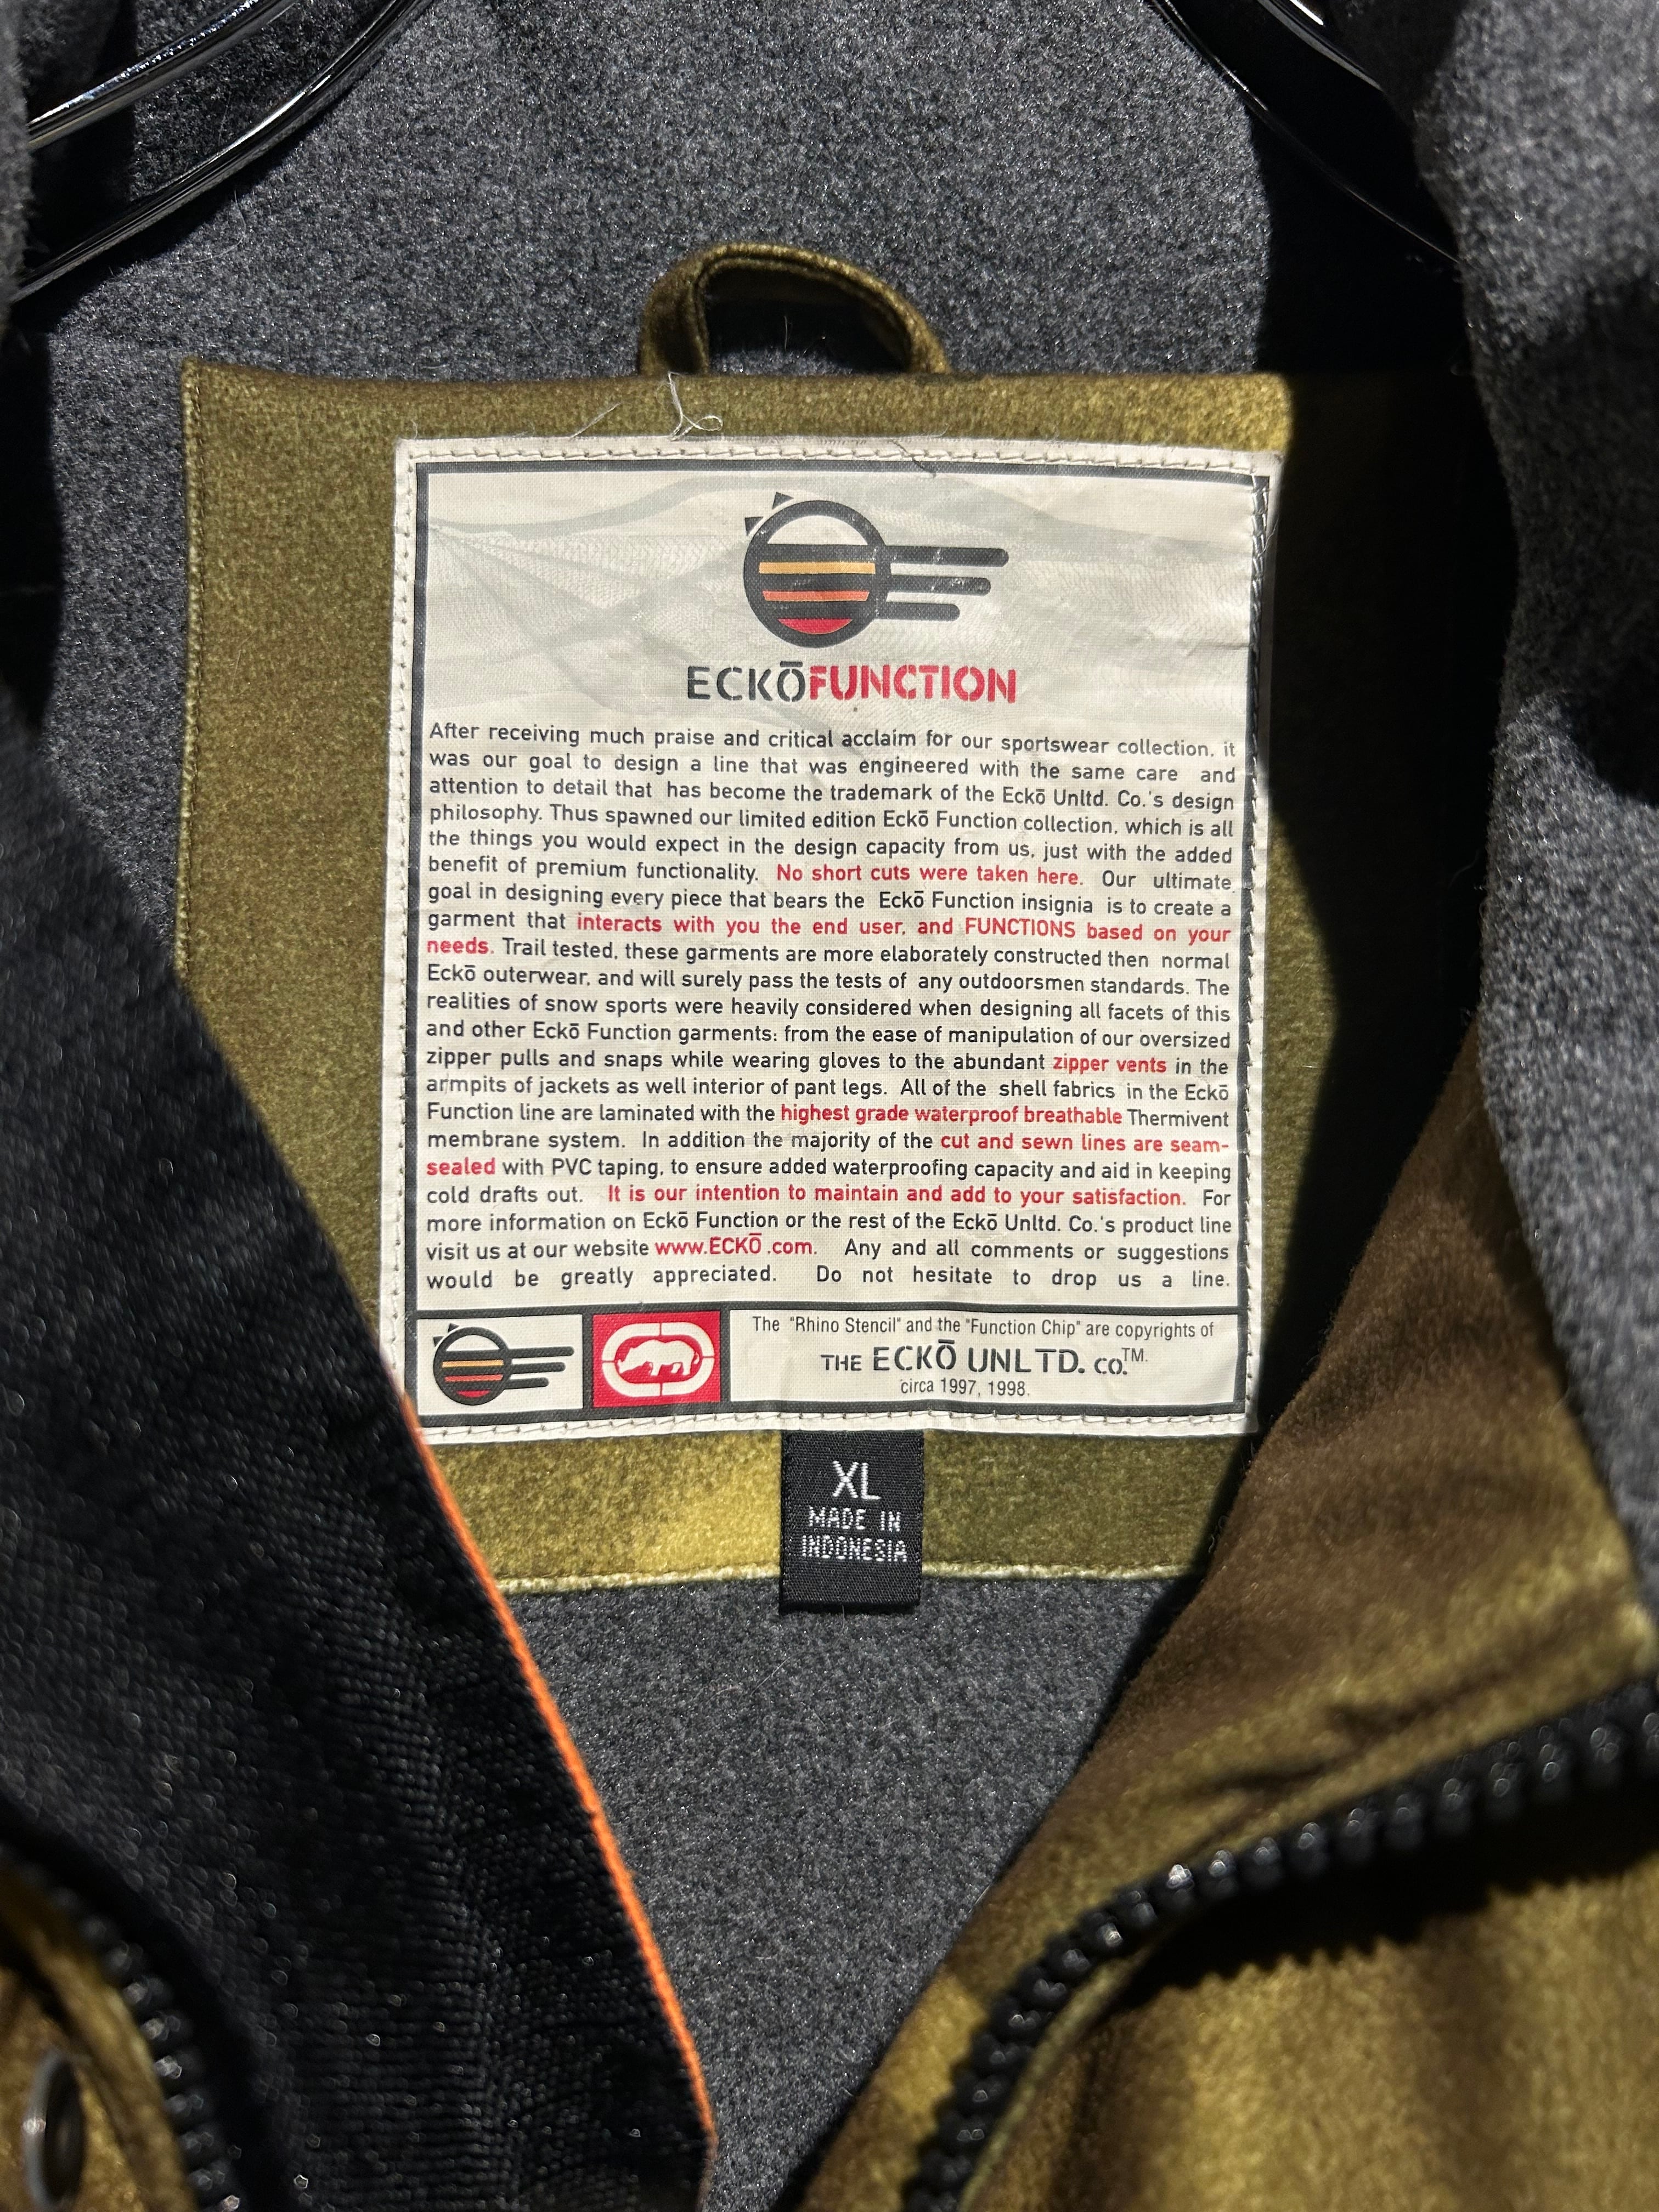 ECKŌFUNCTION
After receiving much praise and critical acclaim for our sportswear collection, it
was our goal to design a line that was engineered with the same care and
attention to detail that has become the trademark of the Eckō Unltd. Co.'s design
philosophy. Thus spawned our limited edition Eckō Function collection, which is all
the things you would expect in the design capacity from us, just with the added
benefit of premium functionality. No short cuts were taken here. Our ultimate
goal in designing every piece that bears the Eckō Function insignia is to create a
garment that interacts with you the end user, and FUNCTIONS based on your
needs. Trail tested, these garments are more elaborately constructed then normal
Eckō outerwear, and will surely pass the tests of any outdoorsmen standards. The
realities of snow sports were heavily considered when designing all facets of this
and other Eckō Function garments: from the ease of manipulation of our oversized
zipper pulls and snaps while wearing gloves to the abundant zipper vents in the
armpits of jackets as well interior of pant legs. All of the shell fabrics in the Eckō
Function line are laminated with the highest grade waterproof breathable Thermivent
membrane system. In addition the majority of the cut and sewn lines are seam-
sealed with PVC taping, to ensure added waterproofing capacity and aid in keeping
cold drafts out. It is our intention to maintain and add to your satisfaction. For
more information on Eckō Function or the rest of the Eckō Unltd. Co.'s product line
visit us at our website www.ECKŌ.com. Any and all comments or suggestions
would be greatly appreciated. Do not hesitate to drop us a line.
The "Rhino Stencil" and the "Function Chip" are copyrights of
THE ECKŌ UNLTD. CO.™.
circa 1997, 1998.
XL
MADE IN
INDONESIA